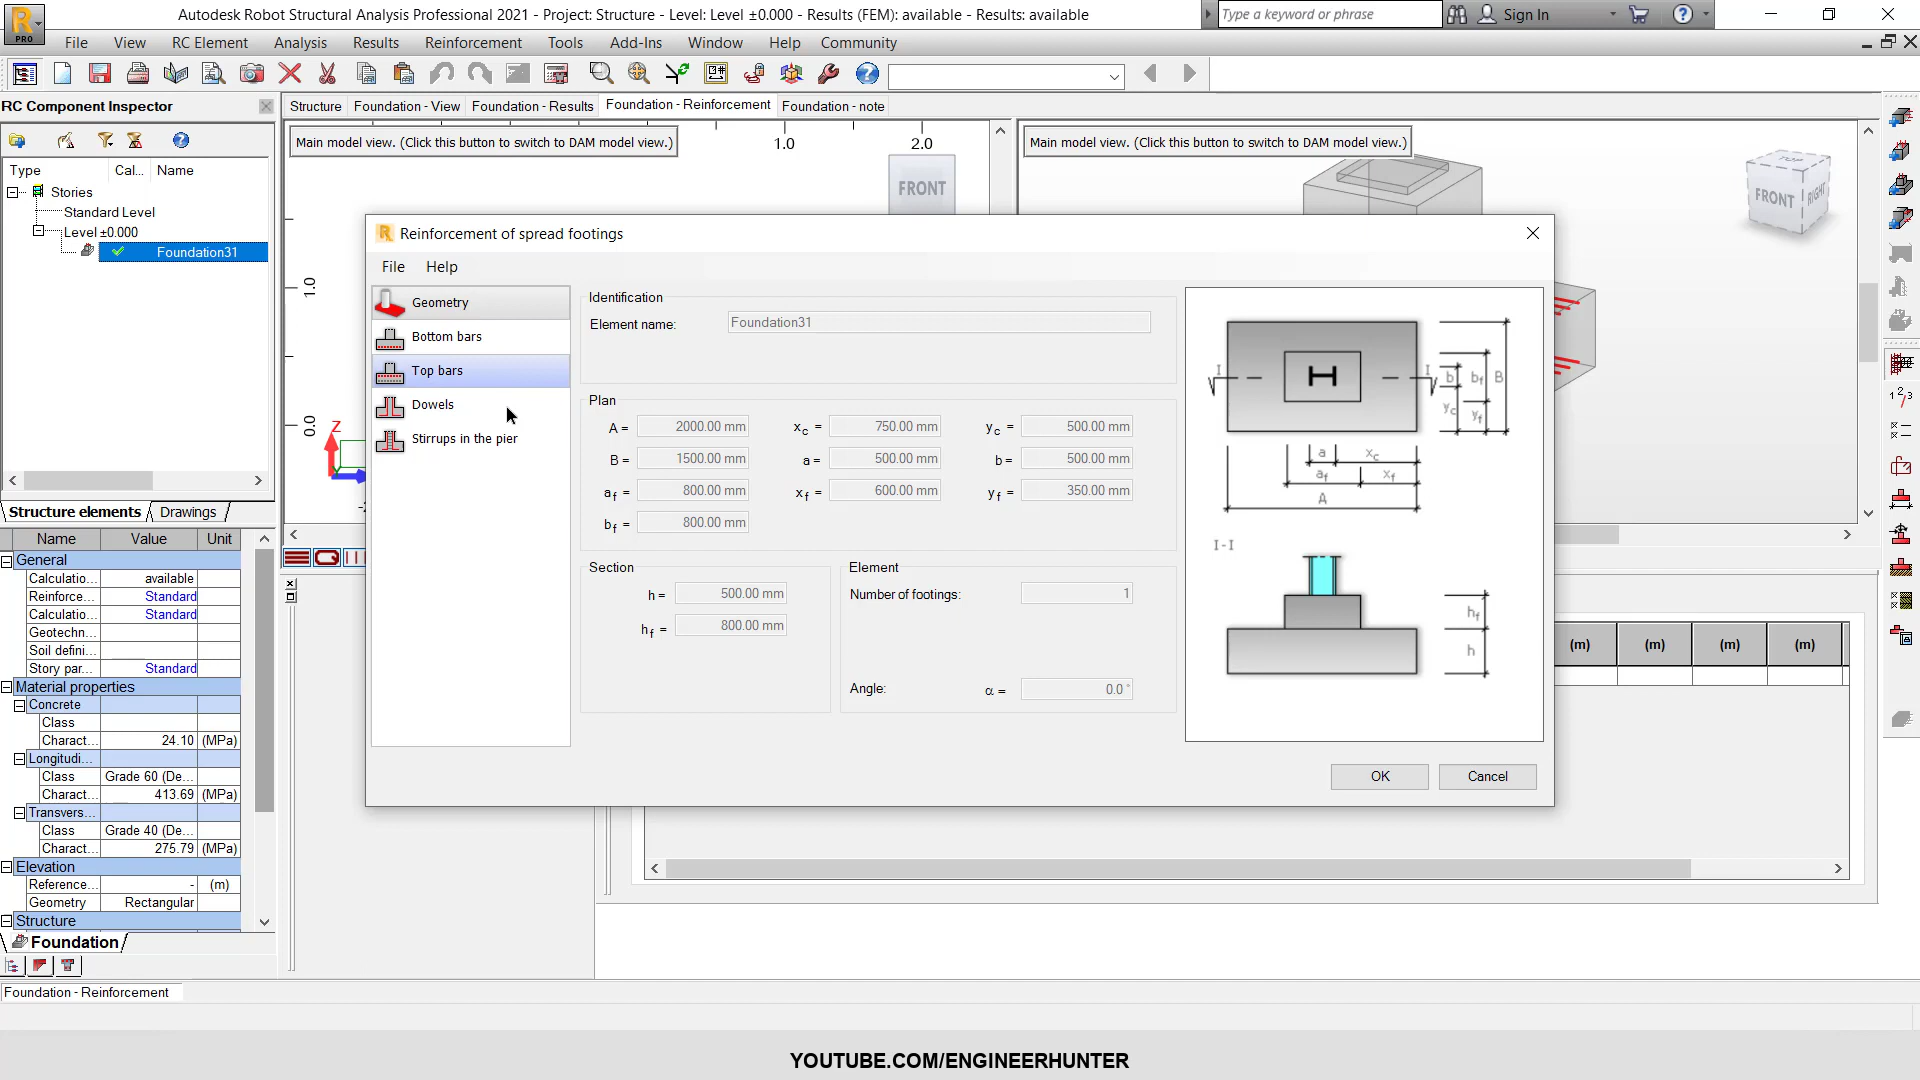 Autodesk Robot Structural Analysis Professional 2021 - Project: Structure - Level: Level ±0.000 - Results (FEM): available - Results: available
Type a keyword or phrase
Sign In
PRO
File View RC Element Analysis Results Reinforcement Tools Add-Ins Window Help Community
RC Component Inspector
Structure Foundation - View Foundation - Results Foundation - Reinforcement Foundation - note
Main model view. (Click this button to switch to DAM model view.)
1.0 2.0
Main model view. (Click this button to switch to DAM model view.)
Type Cal... Name
Stories
Standard Level
Level ±0.000
Foundation31
FRONT
TOP
FRONT
RIGHT
1.0
0.0
Z
Structure elements Drawings
Reinforcement of spread footings
File Help
Geometry
Bottom bars
Top bars
Dowels
Stirrups in the pier
Identification
Element name: Foundation31
Plan
A = 2000.00 mm xc = 750.00 mm yc = 500.00 mm
B = 1500.00 mm a = 500.00 mm b = 500.00 mm
af = 800.00 mm xf = 600.00 mm yf = 350.00 mm
bf = 800.00 mm
Section
h = 500.00 mm
hf = 800.00 mm
Element
Number of footings: 1
Angle: α = 0.0 °
I I
b bf B
yc yf
a xc
af xf
A
I-I
hf
h
OK Cancel
Name Value Unit
General
Calculatio... available
Reinforce... Standard
Calculatio... Standard
Geotechn...
Soil defini...
Story par... Standard
Material properties
Concrete
Class
Charact... 24.10 (MPa)
Longitudi...
Class Grade 60 (De...
Charact... 413.69 (MPa)
Transvers...
Class Grade 40 (De...
Charact... 275.79 (MPa)
Elevation
Reference... - (m)
Geometry Rectangular
Structure
Foundation
(m) (m) (m) (m)
Foundation - Reinforcement
YOUTUBE.COM/ENGINEERHUNTER